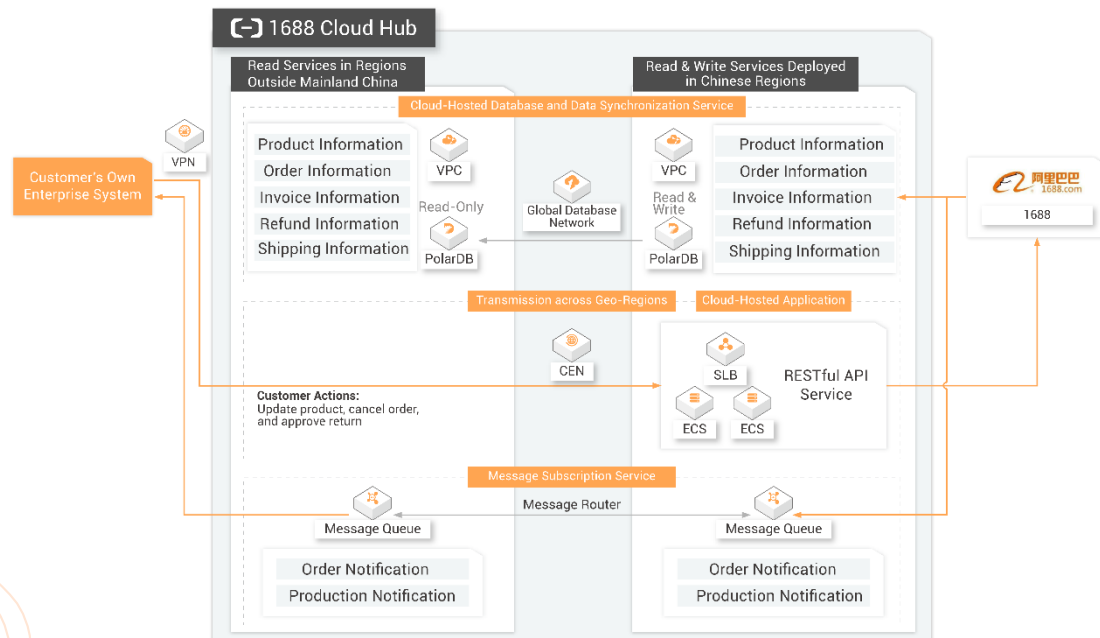 1688 Cloud Hub
Read Services in Regions
Outside Mainland China
Read & Write Services Deployed
in Chinese Regions
Cloud-Hosted Database and Data Synchronization Service
VPN
Customer's Own
Enterprise System
Product Information
Order Information
Invoice Information
Refund Information
Shipping Information
VPC
Read-Only
PolarDB
Global Database
Network
VPC
Read &
Write
PolarDB
Product Information
Order Information
Invoice Information
Refund Information
Shipping Information
阿里巴巴
1688.com
1688
Transmission across Geo-Regions
Cloud-Hosted Application
CEN
SLB
ECS
ECS
RESTful API
Service
Customer Actions:
Update product, cancel order,
and approve return
Message Subscription Service
Message Queue
Message Router
Message Queue
Order Notification
Production Notification
Order Notification
Production Notification